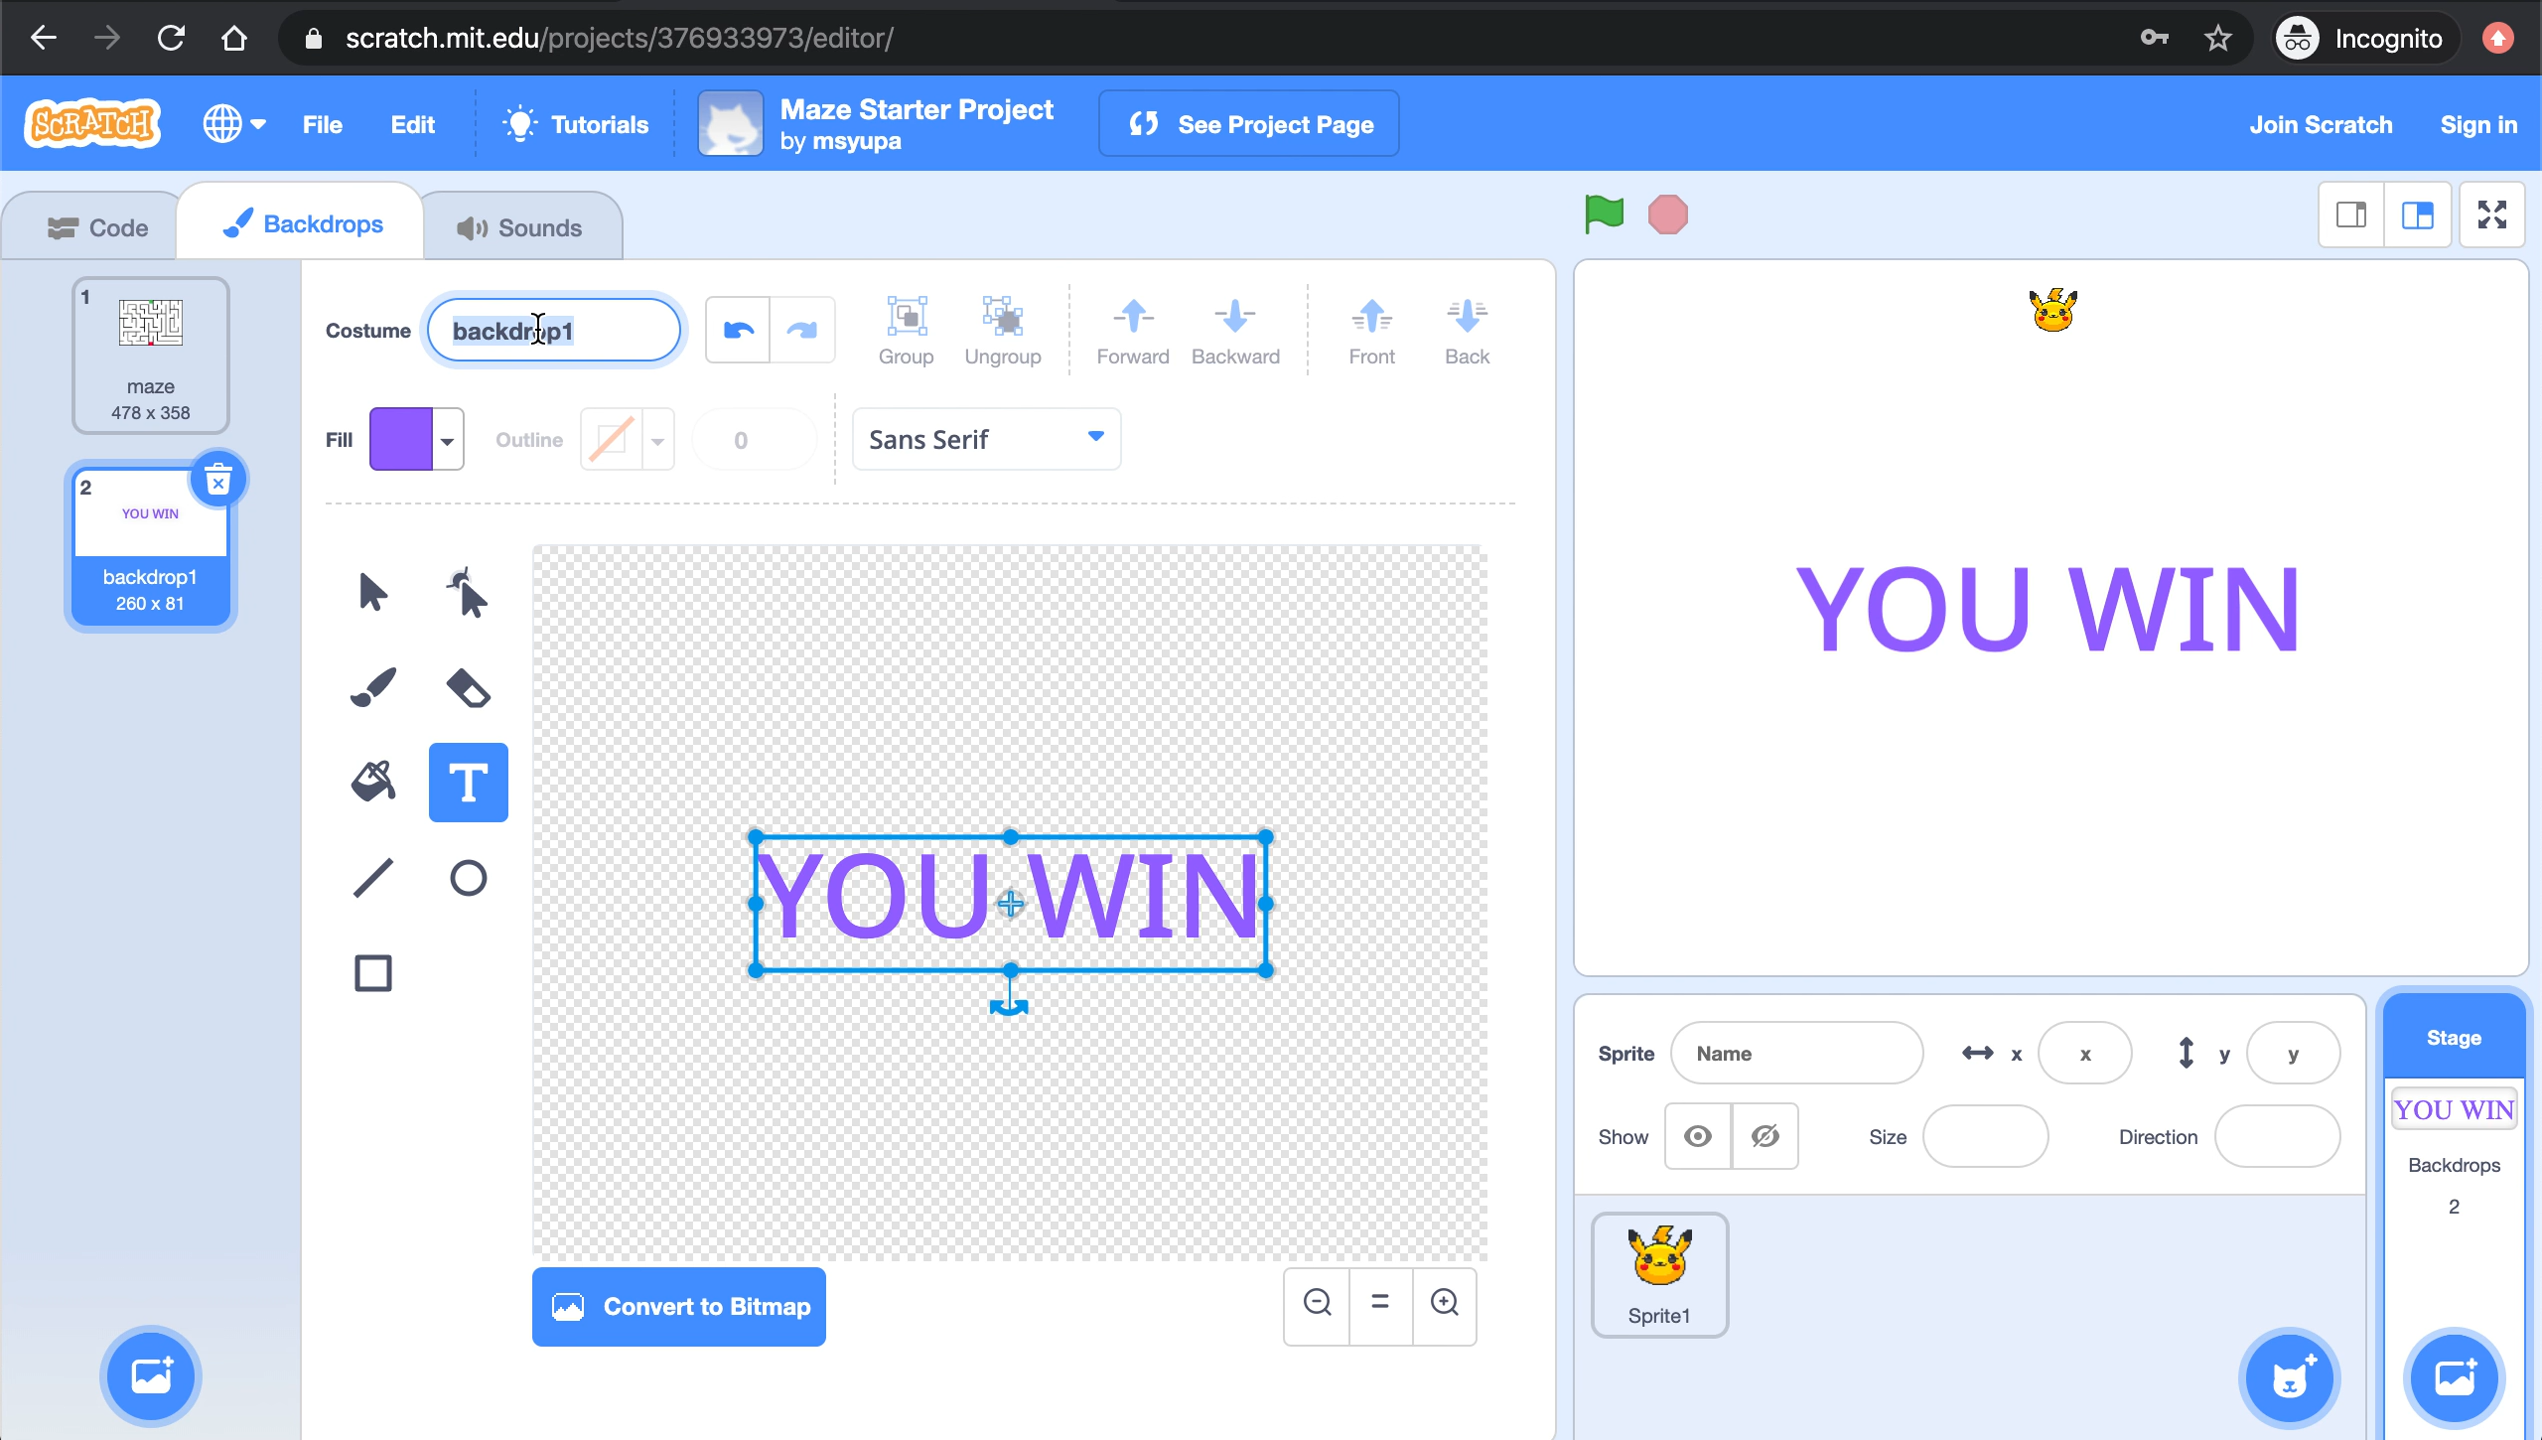 scratch.mit.edu/projects/376933973/editor/
Incognito
SCRATCH
File
Edit
Tutorials
Maze Starter Project
by msyupa
See Project Page
Join Scratch
Sign in
Code
Backdrops
Sounds
1
maze
478 x 358
2
YOU WIN
backdrop1
260 x 81
Costume
backdrop1
Group
Ungroup
Forward
Backward
Front
Back
Fill
Outline
0
Sans Serif
T
YOU WIN
Convert to Bitmap
YOU WIN
Sprite
Name
x
x
y
y
Show
Size
Direction
Sprite1
Stage
YOU WIN
Backdrops
2